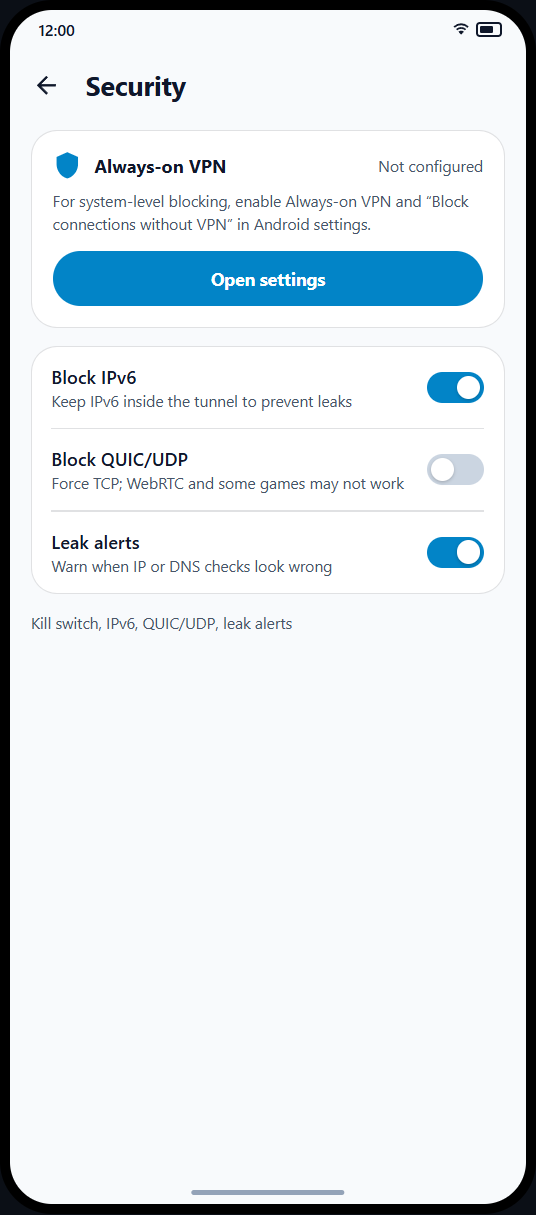 12:00
Security
Always-on VPN
Not configured
For system-level blocking, enable Always-on VPN and “Block
connections without VPN” in Android settings.
Open settings
Block IPv6
Keep IPv6 inside the tunnel to prevent leaks
Block QUIC/UDP
Force TCP; WebRTC and some games may not work
Leak alerts
Warn when IP or DNS checks look wrong
Kill switch, IPv6, QUIC/UDP, leak alerts